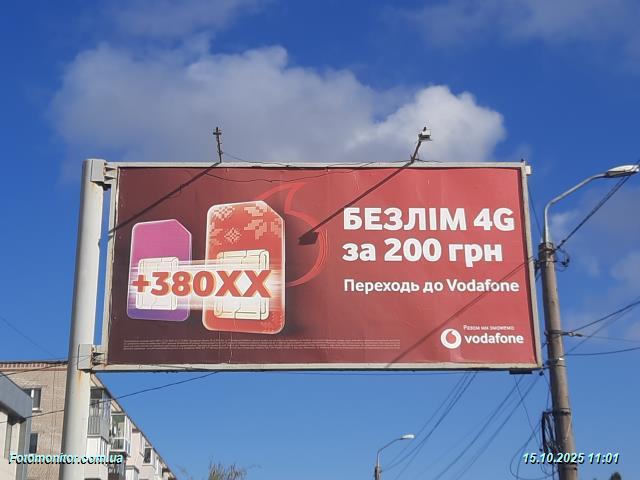 БЕЗЛІМ 4G
за 200 грн
+380XX
Переходь до Vodafone
Разом ми зможемо
vodafone
Fotomonitor.com.ua
15.10.2025 11:01